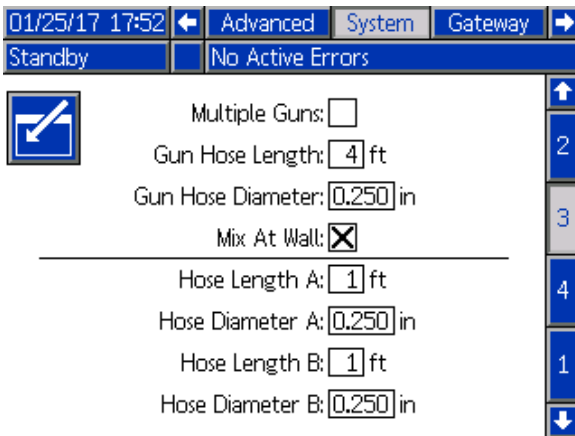 01/25/17 17:52 Advanced System Gateway
Standby No Active Errors
Multiple Guns:
Gun Hose Length: 4 ft
Gun Hose Diameter: 0.250 in
Mix At Wall:
Hose Length A: 1 ft
Hose Diameter A: 0.250 in
Hose Length B: 1 ft
Hose Diameter B: 0.250 in
2
3
4
1